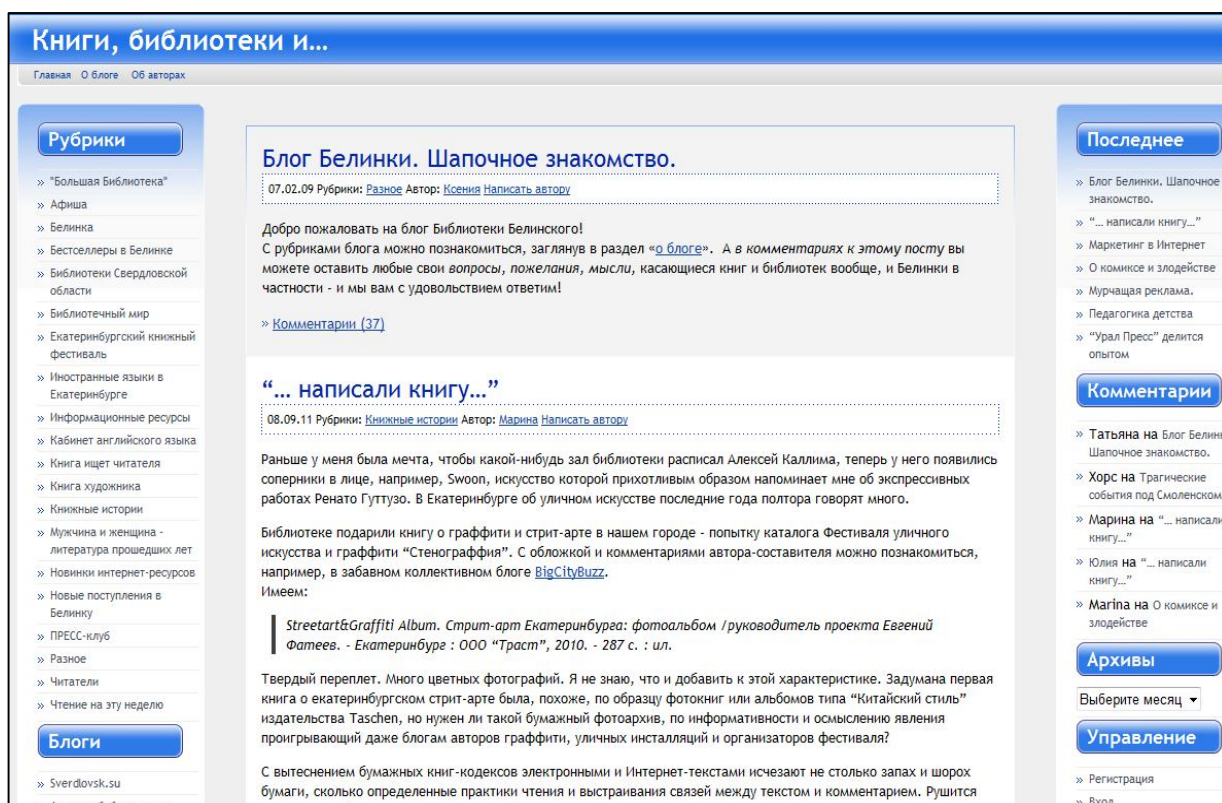 Книги, библиотеки и...
Главная О блоге Об авторах
Рубрики
» "Большая Библиотека"
» Афиша
» Белинка
» Бестселлеры в Белинке
» Библиотеки Свердловской
области
» Библиотечный мир
» Екатеринбургский книжный
фестиваль
» Иностранные языки в
Екатеринбурге
» Информационные ресурсы
» Кабинет английского языка
» Книга ищет читателя
» Книга художника
» Книжные истории
» Мужчина и женщина -
литература прошедших лет
» Новинки интернет-ресурсов
» Новые поступления в
Белинку
» ПРЕСС-клуб
» Разное
» Читатели
» Чтение на эту неделю
Блоги
» Sverdlovsk.su
Блог Белинки. Шапочное знакомство.
07.02.09 Рубрики: Разное Автор: Ксения Написать автору
Добро пожаловать на блог Библиотеки Белинского!
С рубриками блога можно познакомиться, заглянув в раздел «о блоге». А в комментариях к этому посту вы
можете оставить любые свои вопросы, пожелания, мысли, касающиеся книг и библиотек вообще, и Белинки в
частности - и мы вам с удовольствием ответим!
» Комментарии (37)
“... написали книгу...”
08.09.11 Рубрики: Книжные истории Автор: Марина Написать автору
Раньше у меня была мечта, чтобы какой-нибудь зал библиотеки расписал Алексей Каллима, теперь у него появились
соперники в лице, например, Swoon, искусство которой прихотливым образом напоминает мне об экспрессивных
работах Ренато Гуттузо. В Екатеринбурге об уличном искусстве последние года полтора говорят много.
Библиотеке подарили книгу о граффити и стрит-арте в нашем городе - попытку каталога Фестиваля уличного
искусства и граффити “Стенограффия”. С обложкой и комментариями автора-составителя можно познакомиться,
например, в забавном коллективном блоге BigCityBuzz.
Имеем:
Streetart&Graffiti Album. Стрит-арт Екатеринбурга: фотоальбом /руководитель проекта Евгений
Фатеев. - Екатеринбург : ООО “Траст”, 2010. - 287 с. : ил.
Твердый переплет. Много цветных фотографий. Я не знаю, что и добавить к этой характеристике. Задумана первая
книга о екатеринбургском стрит-арте была, похоже, по образцу фотокниг или альбомов типа “Китайский стиль”
издательства Taschen, но нужен ли такой бумажный фотоархив, по информативности и осмыслению явления
проигрывающий даже блогам авторов граффити, уличных инсталляций и организаторов фестиваля?
С вытеснением бумажных книг-кодексов электронными и Интернет-текстами исчезают не столько запах и шорох
бумаги, сколько определенные практики чтения и выстраивания связей между текстом и комментарием. Рушится
Последнее
» Блог Белинки. Шапочное
знакомство.
» “... написали книгу...”
» Маркетинг в Интернет
» О комиксе и злодействе
» Мурчащая реклама.
» Педагогика детства
» “Урал Пресс” делится
опытом
Комментарии
» Татьяна на Блог Белин
Шапочное знакомство.
» Хорс на Трагические
события под Смоленском
» Марина на “... написали
книгу...”
» Юлия на “... написали
книгу...”
» Marina на О комиксе и
злодействе
Архивы
Выберите месяц
Управление
» Регистрация
» Вход